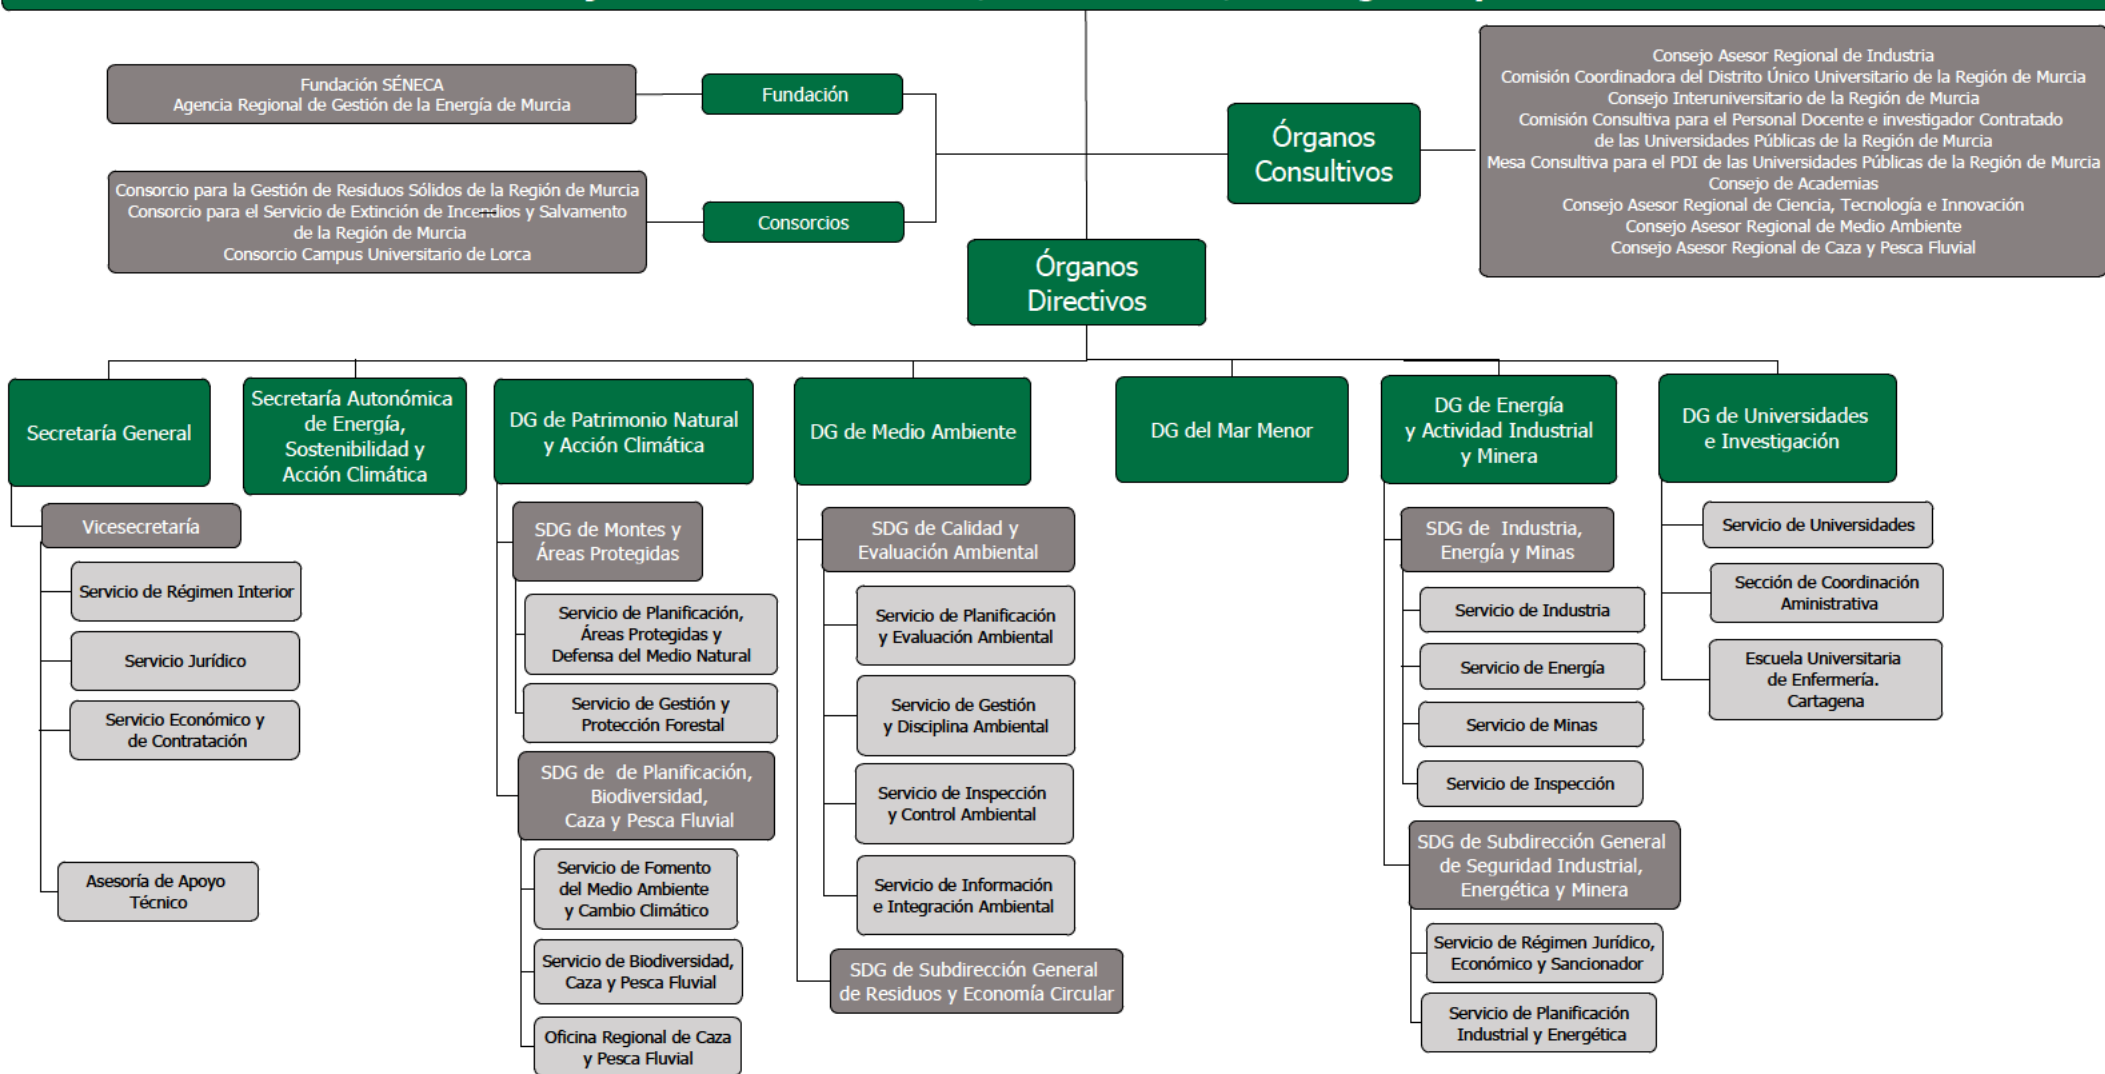 Fundación SÉNECA
Agencia Regional de Gestión de la Energía de Murcia
Fundación
Consorcio para la Gestión de Residuos Sólidos de la Región de Murcia
Consorcio para el Servicio de Extinción de Incendios y Salvamento
de la Región de Murcia
Consorcio Campus Universitario de Lorca
Consorcios
Órganos
Consultivos
Consejo Asesor Regional de Industria
Comisión Coordinadora del Distrito Único Universitario de la Región de Murcia
Consejo Interuniversitario de la Región de Murcia
Comisión Consultiva para el Personal Docente e investigador Contratado
de las Universidades Públicas de la Región de Murcia
Mesa Consultiva para el PDI de las Universidades Públicas de la Región de Murcia
Consejo de Academias
Consejo Asesor Regional de Ciencia, Tecnología e Innovación
Consejo Asesor Regional de Medio Ambiente
Consejo Asesor Regional de Caza y Pesca Fluvial
Órganos
Directivos
Secretaría General
Vicesecretaría
Servicio de Régimen Interior
Servicio Jurídico
Servicio Económico y
de Contratación
Asesoría de Apoyo
Técnico
Secretaría Autonómica
de Energía,
Sostenibilidad y
Acción Climática
DG de Patrimonio Natural
y Acción Climática
SDG de Montes y
Áreas Protegidas
Servicio de Planificación,
Áreas Protegidas y
Defensa del Medio Natural
Servicio de Gestión y
Protección Forestal
SDG de de Planificación,
Biodiversidad,
Caza y Pesca Fluvial
Servicio de Fomento
del Medio Ambiente
y Cambio Climático
Servicio de Biodiversidad,
Caza y Pesca Fluvial
Oficina Regional de Caza
y Pesca Fluvial
DG de Medio Ambiente
SDG de Calidad y
Evaluación Ambiental
Servicio de Planificación
y Evaluación Ambiental
Servicio de Gestión
y Disciplina Ambiental
Servicio de Inspección
y Control Ambiental
Servicio de Información
e Integración Ambiental
SDG de Subdirección General
de Residuos y Economía Circular
DG del Mar Menor
DG de Energía
y Actividad Industrial
y Minera
SDG de Industria,
Energía y Minas
Servicio de Industria
Servicio de Energía
Servicio de Minas
Servicio de Inspección
SDG de Subdirección General
de Seguridad Industrial,
Energética y Minera
Servicio de Régimen Jurídico,
Económico y Sancionador
Servicio de Planificación
Industrial y Energética
DG de Universidades
e Investigación
Servicio de Universidades
Sección de Coordinación
Aministrativa
Escuela Universitaria
de Enfermería.
Cartagena